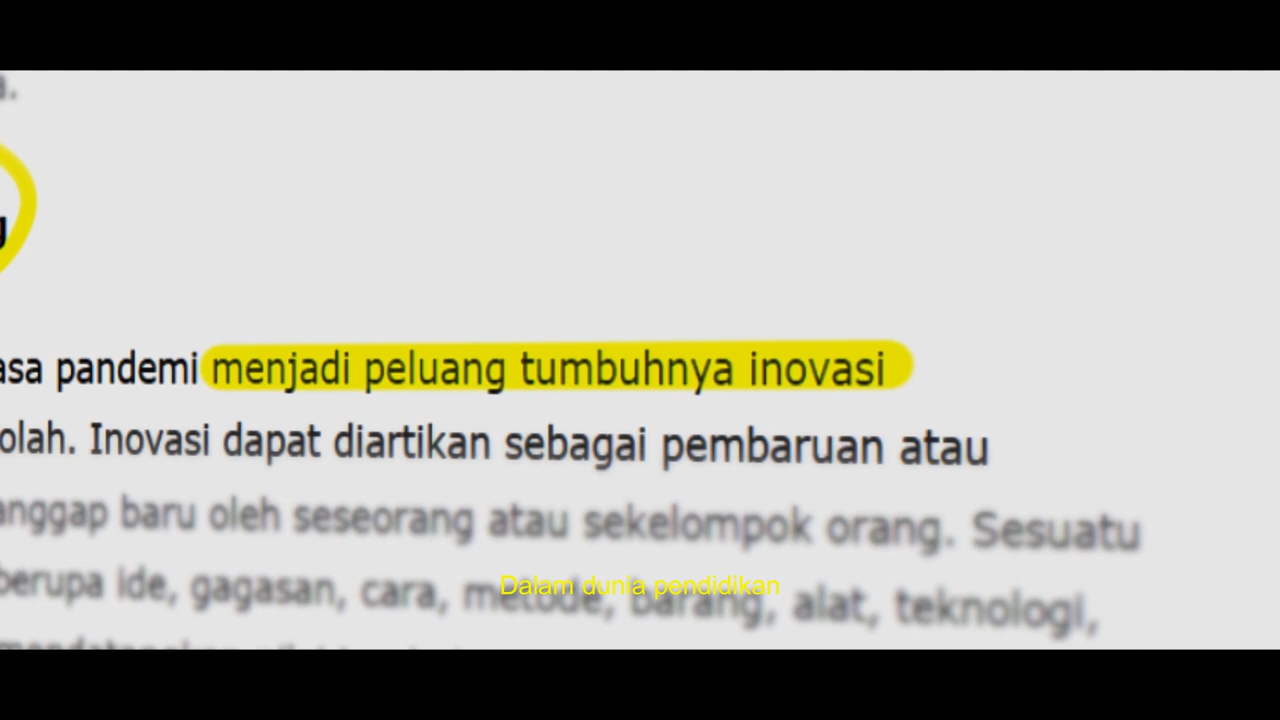 a.
g
asa pandemi menjadi peluang tumbuhnya inovasi
olah. Inovasi dapat diartikan sebagai pembaruan atau
anggap baru oleh seseorang atau sekelompok orang. Sesuatu
berupa ide, gagasan, cara, metode, barang, alat, teknologi,
Dalam dunia pendidikan